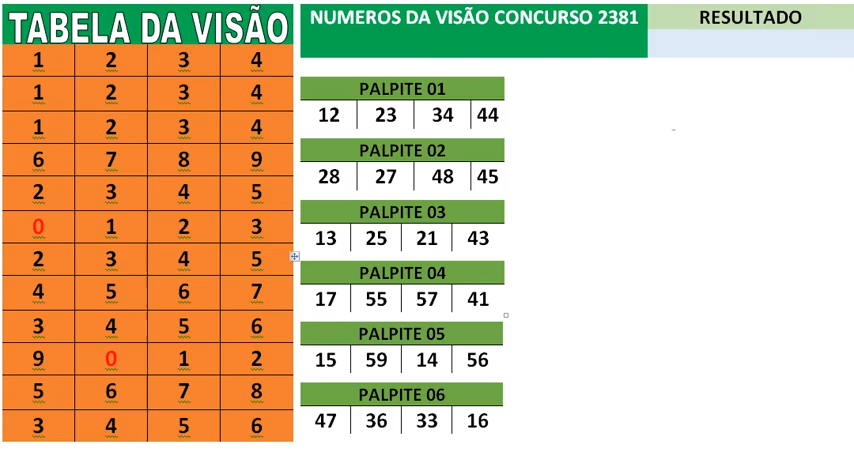 TABELA DA VISÃO
1 2 3 4
1 2 3 4
1 2 3 4
6 7 8 9
2 3 4 5
0 1 2 3
2 3 4 5
4 5 6 7
3 4 5 6
9 0 1 2
5 6 7 8
3 4 5 6
NUMEROS DA VISÃO CONCURSO 2381
RESULTADO
PALPITE 01
12 23 34 44
PALPITE 02
28 27 48 45
PALPITE 03
13 25 21 43
PALPITE 04
17 55 57 41
PALPITE 05
15 59 14 56
PALPITE 06
47 36 33 16